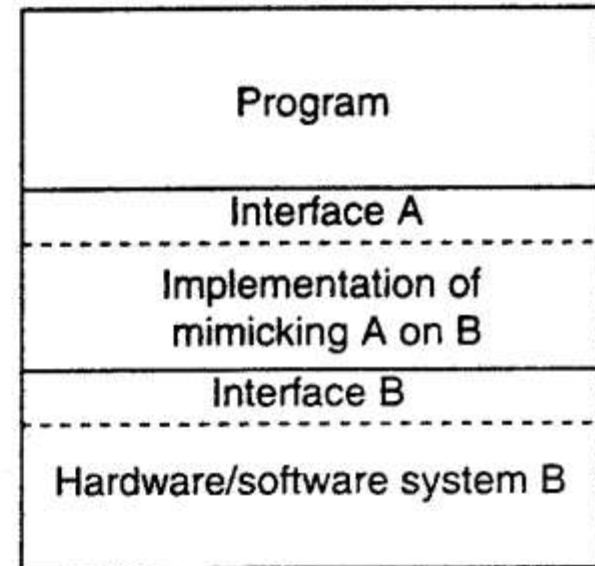 Program
Interface A
Implementation of
mimicking A on B
Interface B
Hardware/software system B